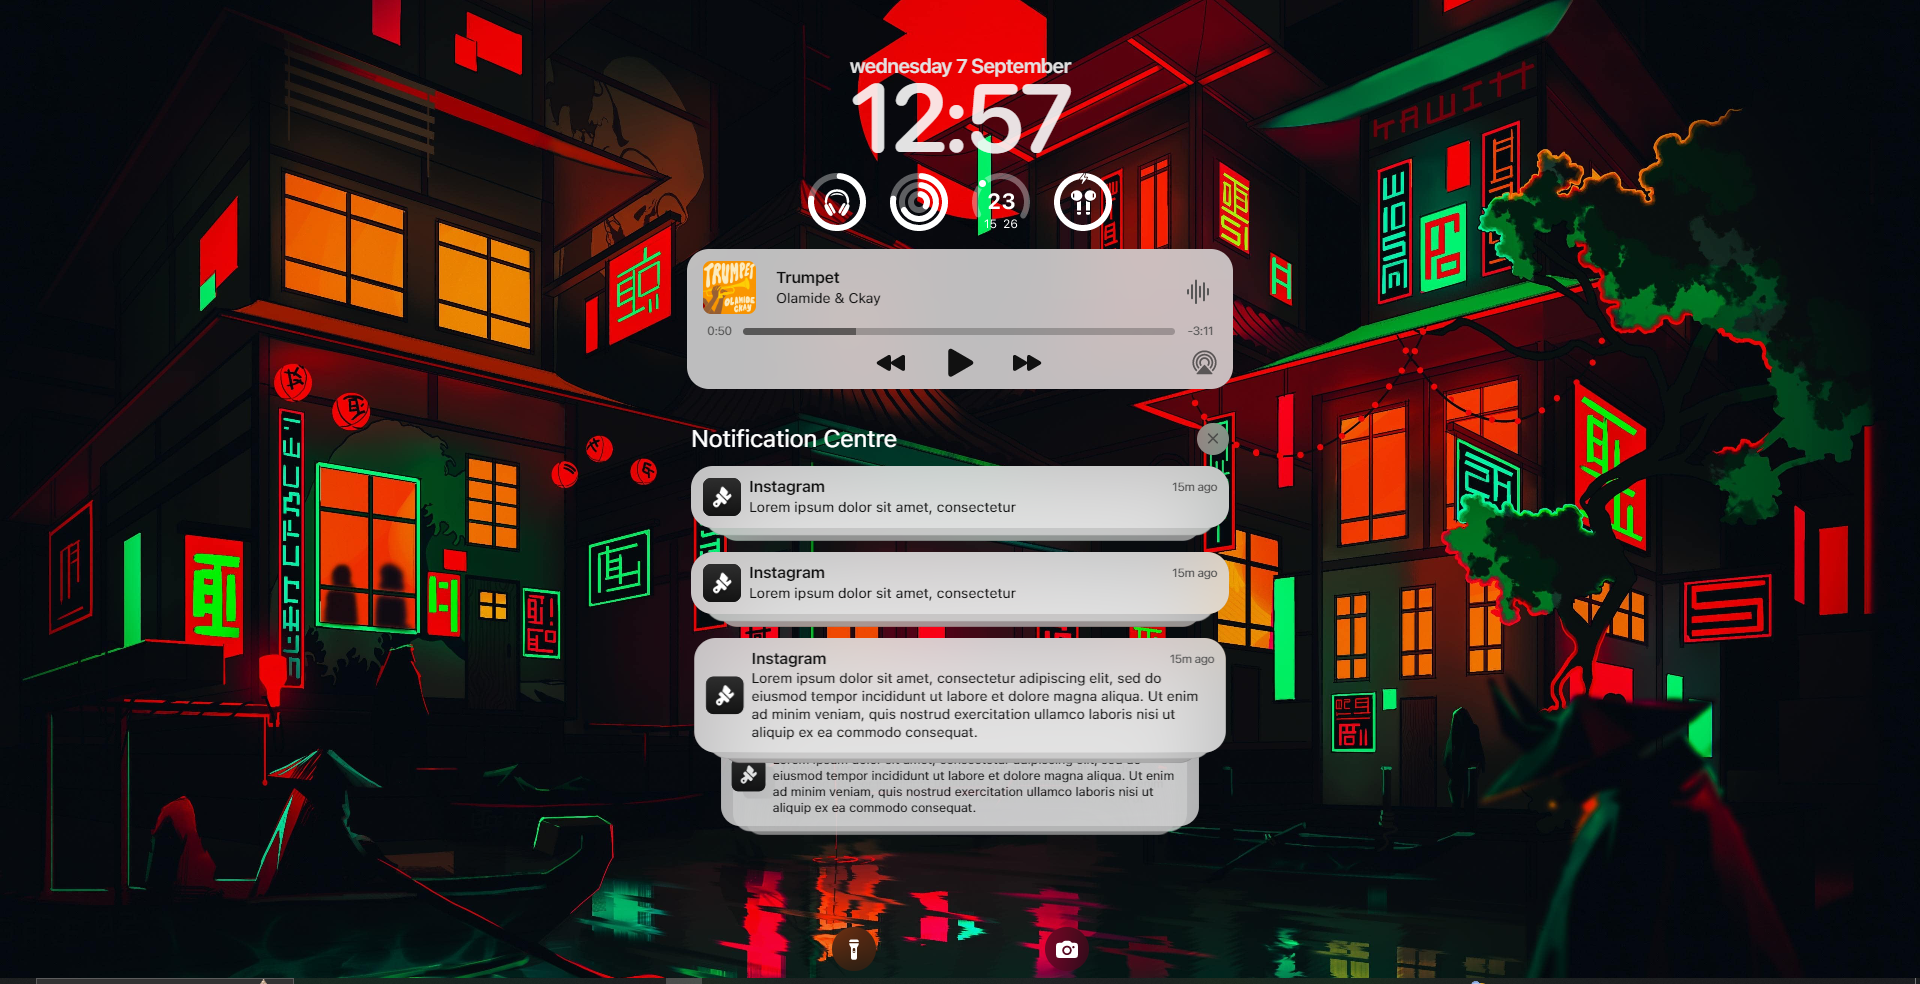 wednesday 7 September
12:57
23
15 26
TRUMPET
OLAMIDE
CKAY
Trumpet
Olamide & Ckay
0:50
-3:11
Notification Centre
Instagram
15m ago
Lorem ipsum dolor sit amet, consectetur
Instagram
15m ago
Lorem ipsum dolor sit amet, consectetur
Instagram
15m ago
Lorem ipsum dolor sit amet, consectetur adipiscing elit, sed do
eiusmod tempor incididunt ut labore et dolore magna aliqua. Ut enim
ad minim veniam, quis nostrud exercitation ullamco laboris nisi ut
aliquip ex ea commodo consequat.
eiusmod tempor incididunt ut labore et dolore magna aliqua. Ut enim
ad minim veniam, quis nostrud exercitation ullamco laboris nisi ut
aliquip ex ea commodo consequat.